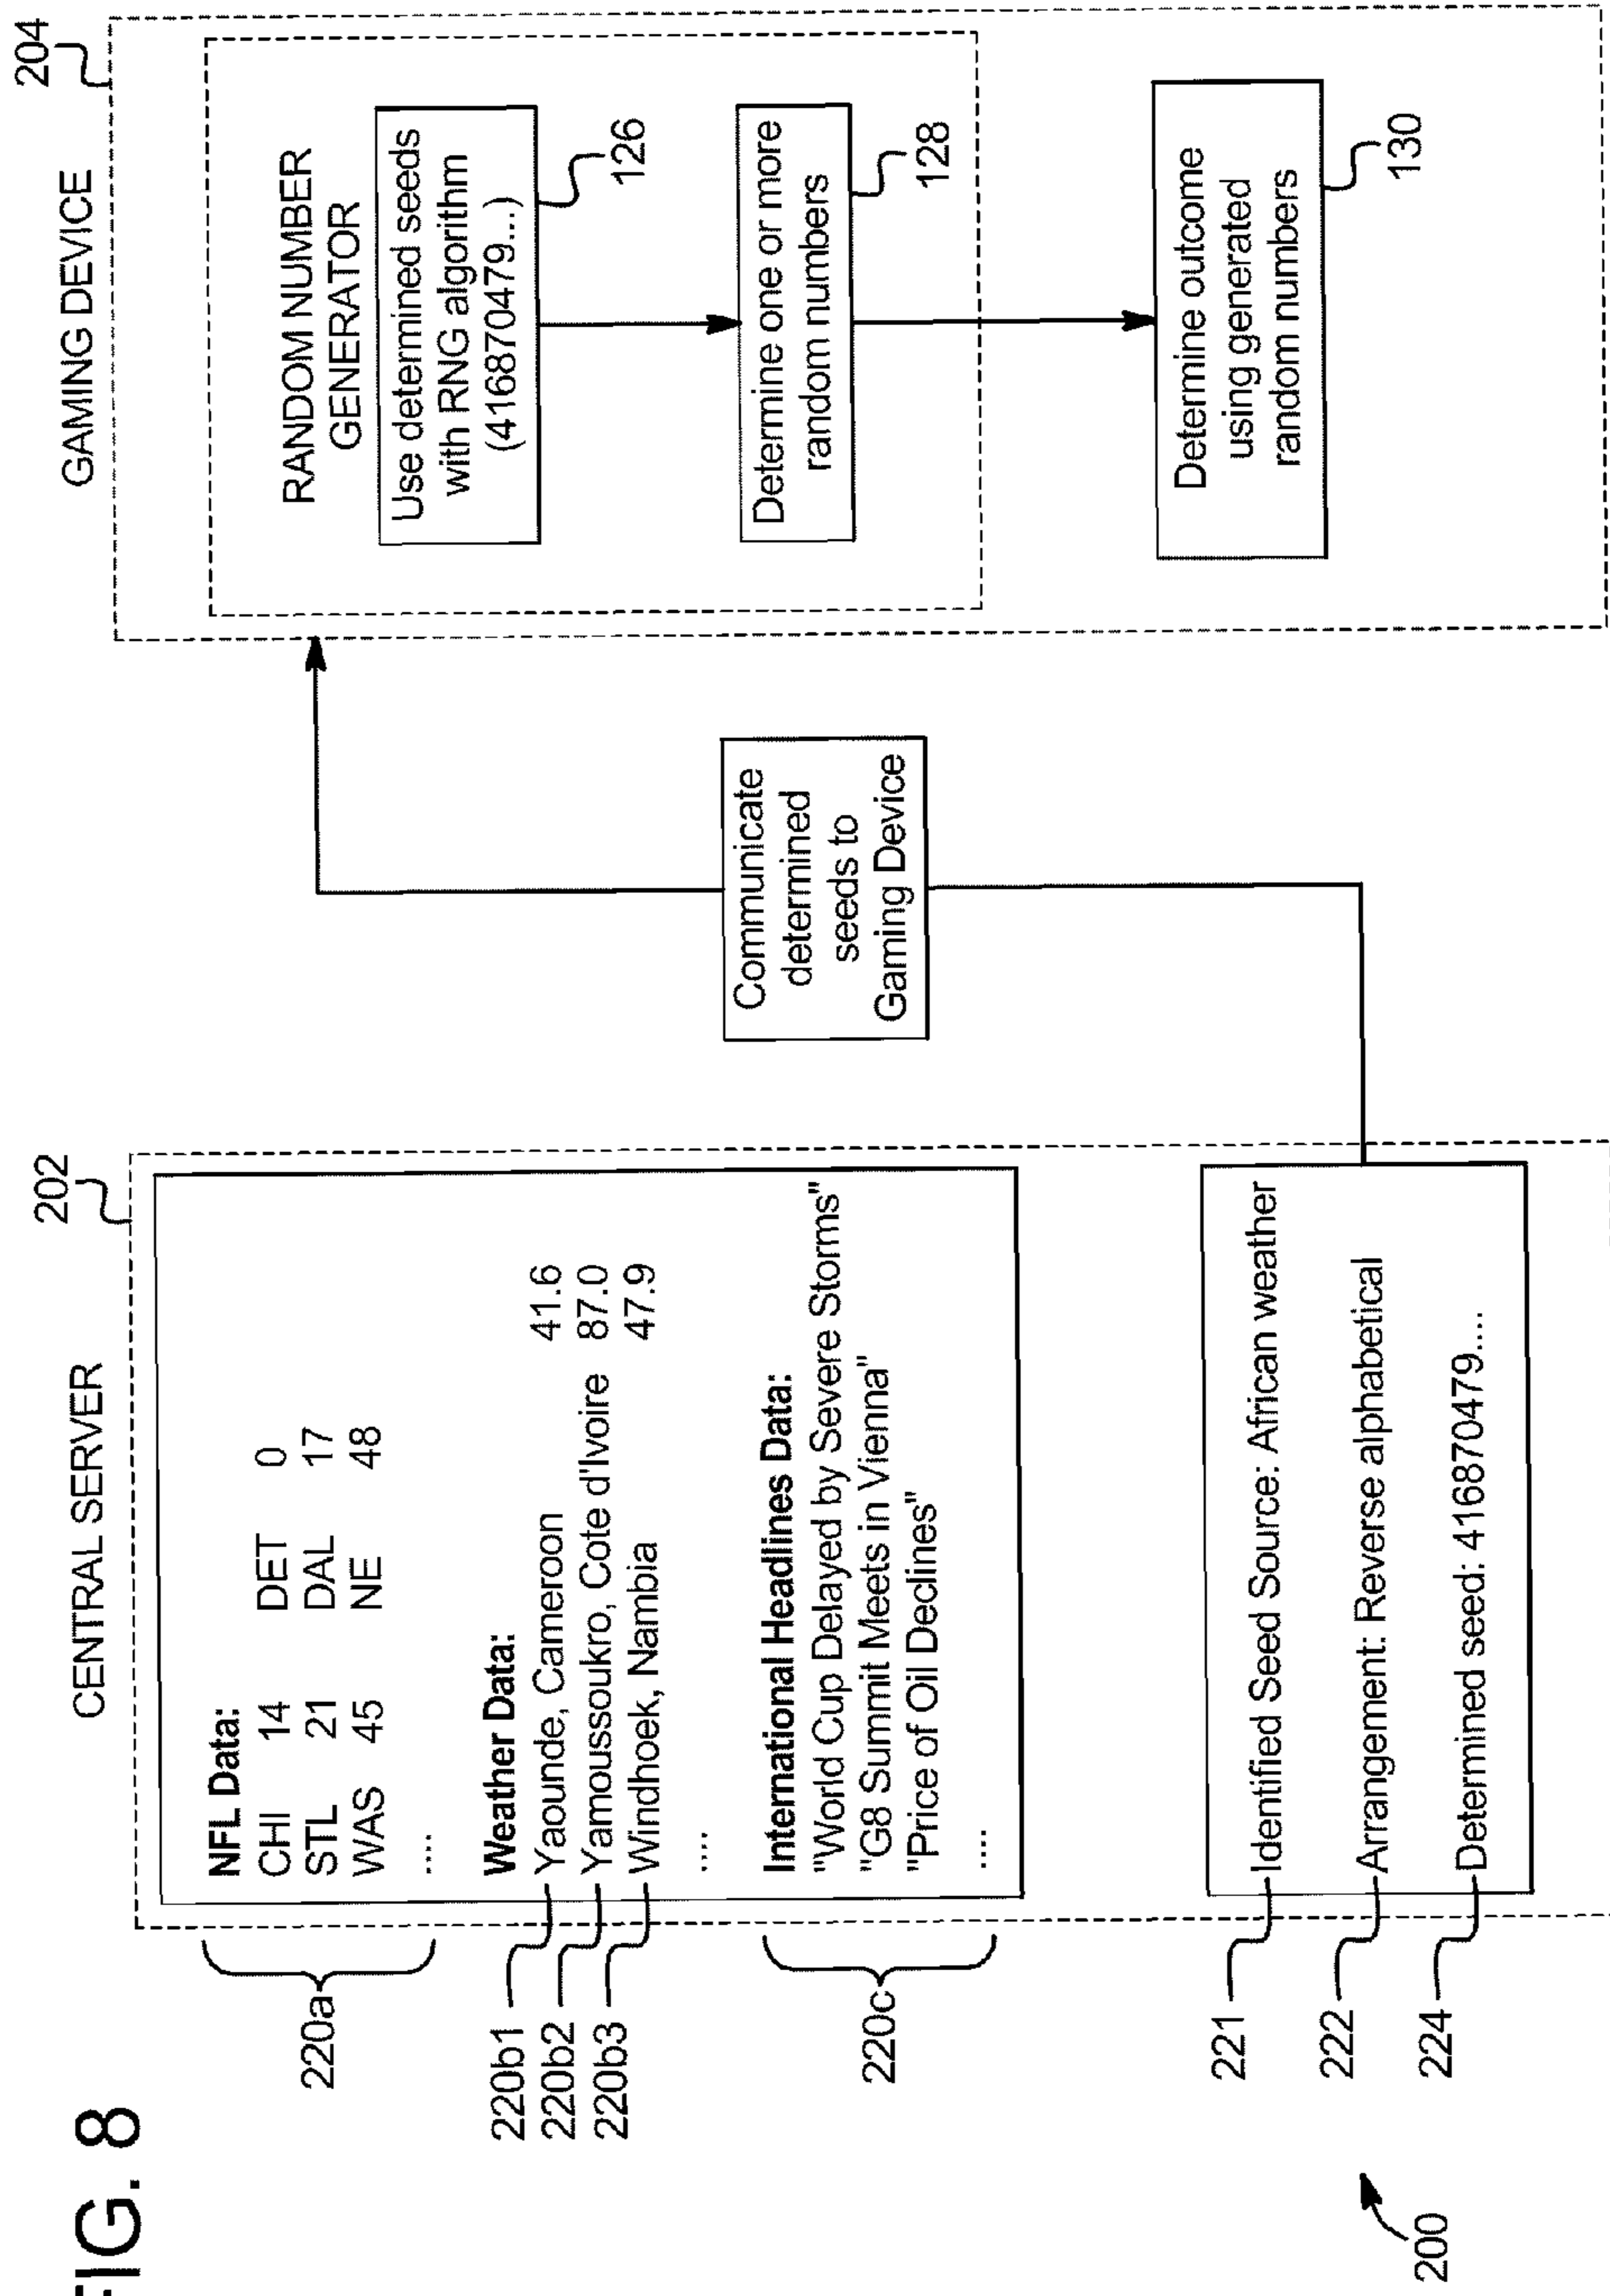 FIG. 8
CENTRAL SERVER
202
NFL Data:
CHI 14 DET 0
STL 21 DAL 17
WAS 45 NE 48
....
220a
Weather Data:
Yaounde, Cameroon 41.6
Yamoussoukro, Cote d'Ivoire 87.0
Windhoek, Nambia 47.9
....
220b1
220b2
220b3
International Headlines Data:
"World Cup Delayed by Severe Storms"
"G8 Summit Meets in Vienna"
"Price of Oil Declines"
....
220c
221
Identified Seed Source: African weather
222
Arrangement: Reverse alphabetical
224
Determined seed: 416870479....
200
Communicate
determined
seeds to
Gaming Device
GAMING DEVICE
204
RANDOM NUMBER
GENERATOR
Use determined seeds
with RNG algorithm
(416870479...)
126
Determine one or more
random numbers
128
Determine outcome
using generated
random numbers
130